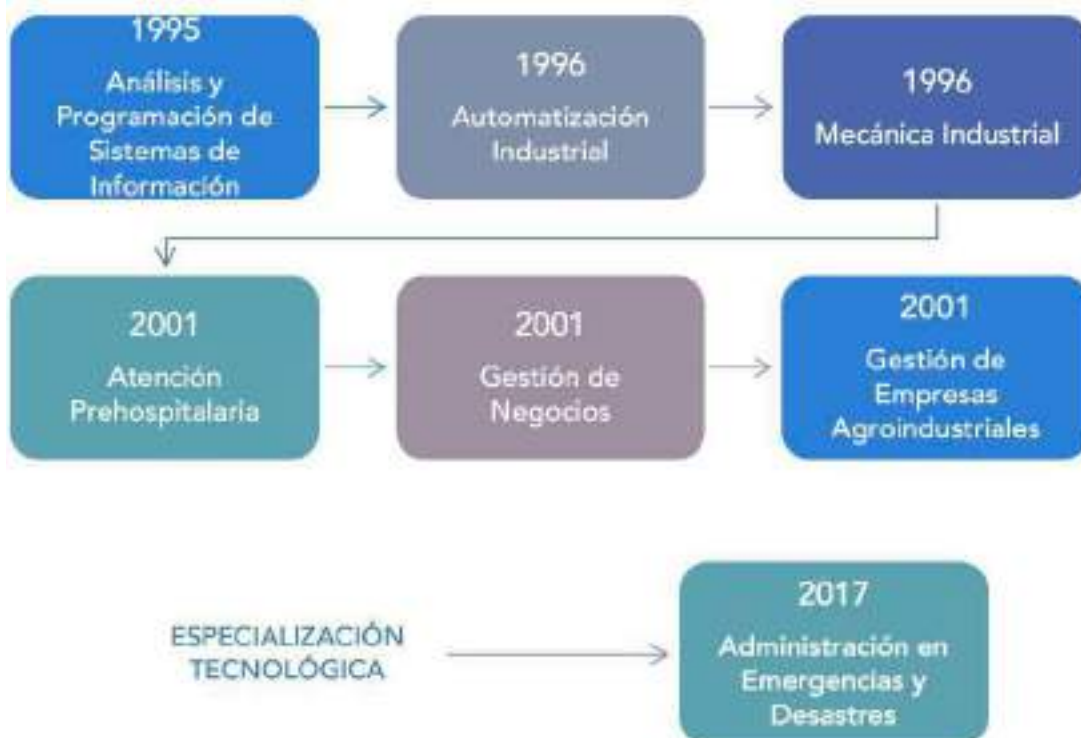 1995
Análisis y
Programación de
Sistemas de
Información
1996
Automatización
Industrial
1996
Mecánica Industrial
2001
Atención
Prehospitalaria
2001
Gestión de
Negocios
2001
Gestión de
Empresas
Agroindustriales
ESPECIALIZACIÓN
TECNOLÓGICA
2017
Administración en
Emergencias y
Desastres